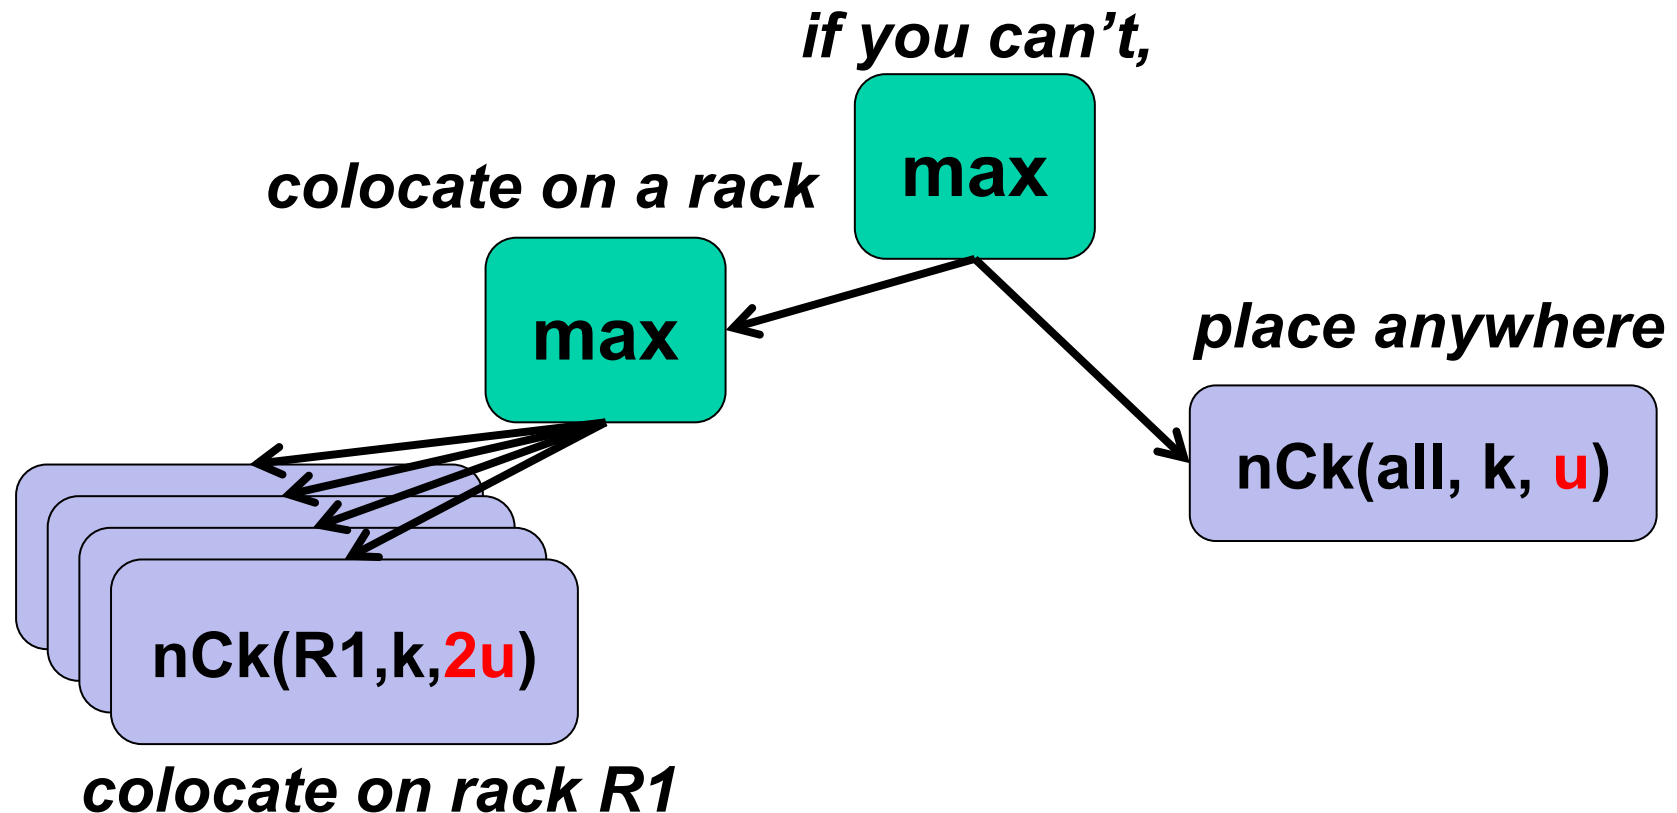 if you can’t,
max
colocate on a rack
max
place anywhere
nCk(all, k, u)
nCk(R1,k,2u)
colocate on rack R1